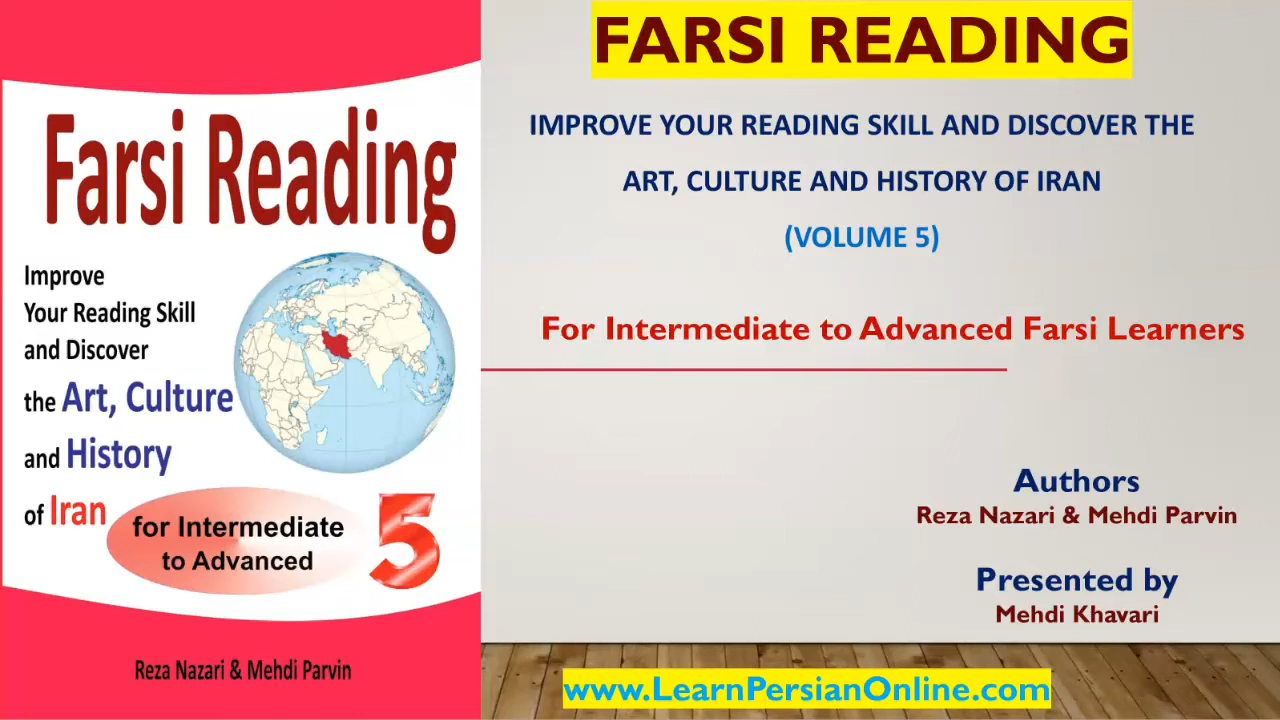 Farsi Reading
Improve
Your Reading Skill
and Discover
the Art, Culture
and History
of Iran
for Intermediate
to Advanced
5
Reza Nazari & Mehdi Parvin
FARSI READING
IMPROVE YOUR READING SKILL AND DISCOVER THE
ART, CULTURE AND HISTORY OF IRAN
(VOLUME 5)
For Intermediate to Advanced Farsi Learners
Authors
Reza Nazari & Mehdi Parvin
Presented by
Mehdi Khavari
www.LearnPersianOnline.com